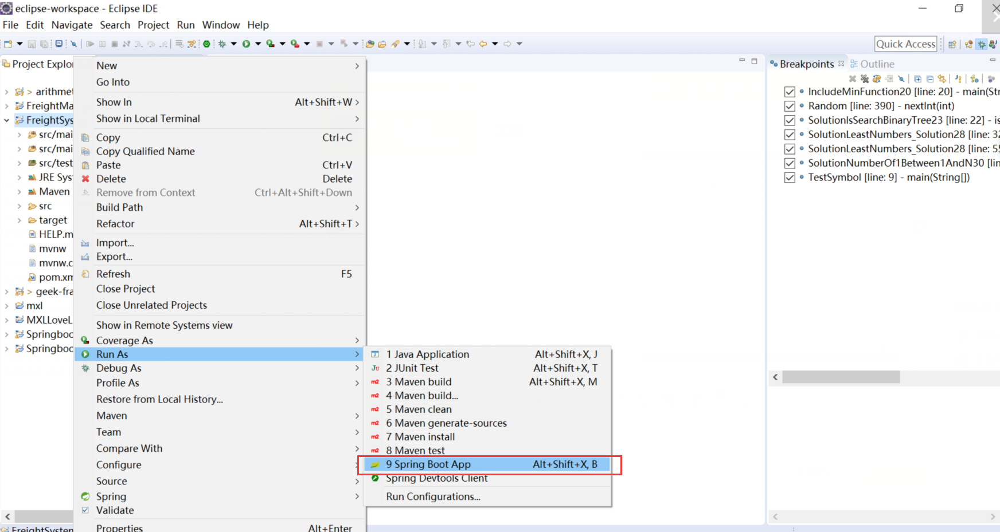 eclipse-workspace - Eclipse IDE
File Edit Navigate Search Project Run Window Help
Quick Access
Project Explo
> arithmet
FreightMa
FreightSys
src/mai
src/mai
src/test
JRE Sys
Maven
src
target
HELP.m
mvnw
mvnw.c
pom.xm
> geek-fra
mxl
MXLLoveL
Springboo
Springboo
FreightSystem
New
Go Into
Show In Alt+Shift+W
Show in Local Terminal
Copy Ctrl+C
Copy Qualified Name
Paste Ctrl+V
Delete Delete
Remove from Context Ctrl+Alt+Shift+Down
Build Path
Refactor Alt+Shift+T
Import...
Export...
Refresh F5
Close Project
Close Unrelated Projects
Show in Remote Systems view
Coverage As
Run As
Debug As
Profile As
Restore from Local History...
Maven
Team
Compare With
Configure
Source
Spring
Validate
Properties Alt+Enter
1 Java Application Alt+Shift+X, J
2 JUnit Test Alt+Shift+X, T
3 Maven build Alt+Shift+X, M
4 Maven build...
5 Maven clean
6 Maven generate-sources
7 Maven install
8 Maven test
9 Spring Boot App Alt+Shift+X, B
Spring Devtools Client
Run Configurations...
Breakpoints Outline
IncludeMinFunction20 [line: 20] - main(Str
Random [line: 390] - nextInt(int)
SolutionIsSearchBinaryTree23 [line: 22] - is
SolutionLeastNumbers_Solution28 [line: 32
SolutionLeastNumbers_Solution28 [line: 55
SolutionNumberOf1Between1AndN30 [lin
TestSymbol [line: 9] - main(String[])